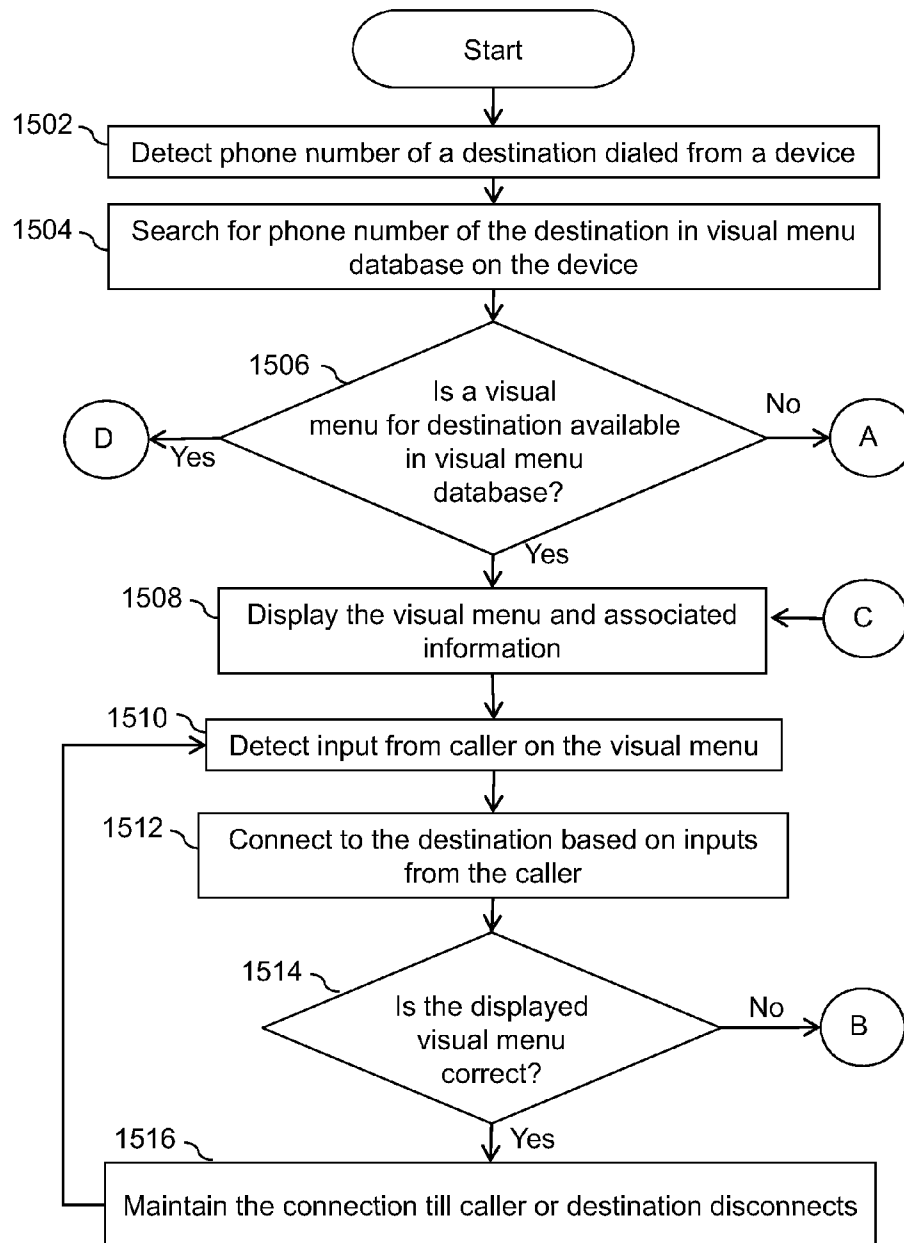 Start
1502
Detect phone number of a destination dialed from a device
1504
Search for phone number of the destination in visual menu
database on the device
1506
Is a visual
menu for destination available
in visual menu
database?
D
Yes
No
A
Yes
1508
Display the visual menu and associated
information
C
1510
Detect input from caller on the visual menu
1512
Connect to the destination based on inputs
from the caller
1514
Is the displayed
visual menu
correct?
No
B
Yes
1516
Maintain the connection till caller or destination disconnects